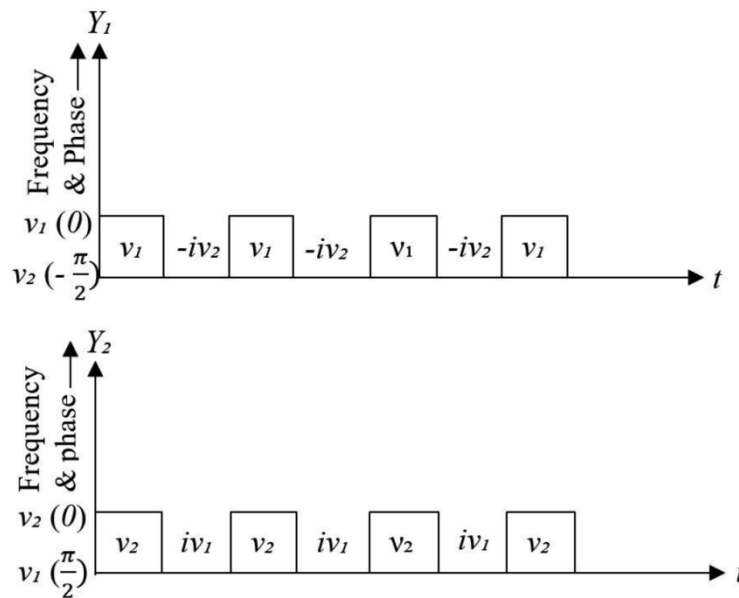 Y₁
Frequency
& Phase
v₁ (0)
v₁ -iv₂ v₁ -iv₂ v₁ -iv₂ v₁
v₂ (-π/2)
t
Y₂
Frequency
& phase
v₂ (0)
v₂ iv₁ v₂ iv₁ v₂ iv₁ v₂
v₁ (π/2)
t